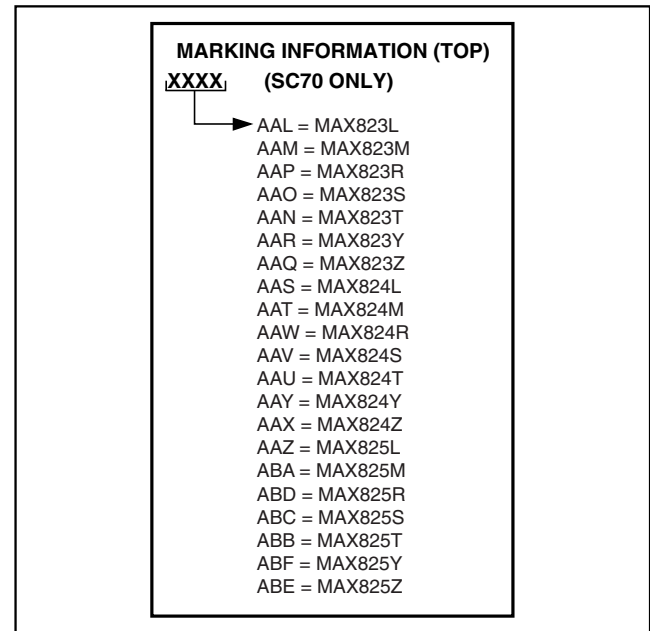 MARKING INFORMATION (TOP)
XXXX (SC70 ONLY)
AAL = MAX823L
AAM = MAX823M
AAP = MAX823R
AAO = MAX823S
AAN = MAX823T
AAR = MAX823Y
AAQ = MAX823Z
AAS = MAX824L
AAT = MAX824M
AAW = MAX824R
AAV = MAX824S
AAU = MAX824T
AAY = MAX824Y
AAX = MAX824Z
AAZ = MAX825L
ABA = MAX825M
ABD = MAX825R
ABC = MAX825S
ABB = MAX825T
ABF = MAX825Y
ABE = MAX825Z